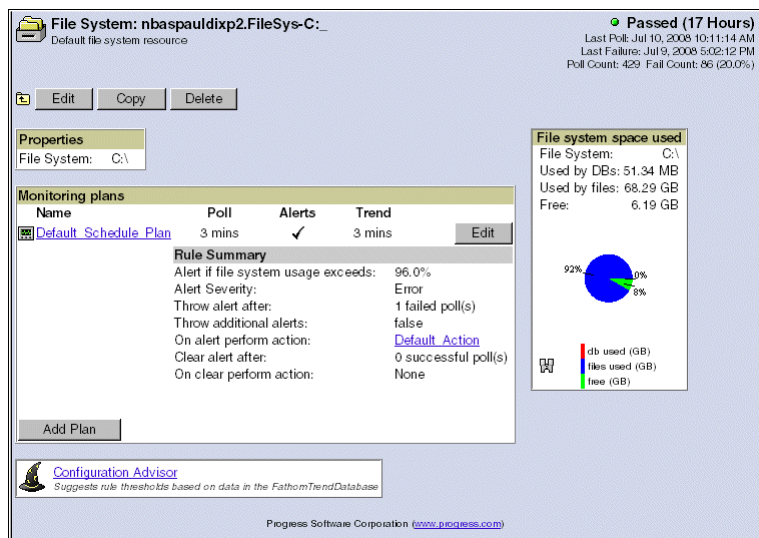 File System: nbaspauldixp2.FileSys-C:_
Default file system resource
Passed (17 Hours)
Last Poll: Jul 10, 2008 10:11:14 AM
Last Failure: Jul 9, 2008 5:02:12 PM
Poll Count: 429 Fail Count: 86 (20.0%)
Edit Copy Delete
Properties
File System: C:\
Monitoring plans
Name Poll Alerts Trend
Default_Schedule_Plan 3 mins ✓ 3 mins Edit
Rule Summary
Alert if file system usage exceeds: 96.0%
Alert Severity: Error
Throw alert after: 1 failed poll(s)
Throw additional alerts: false
On alert perform action: Default_Action
Clear alert after: 0 successful poll(s)
On clear perform action: None
Add Plan
File system space used
File System: C:\
Used by DBs: 51.34 MB
Used by files: 68.29 GB
Free: 6.19 GB
92%
0%
8%
db used (GB)
files used (GB)
free (GB)
Configuration Advisor
Suggests rule thresholds based on data in the FathomTrendDatabase
Progress Software Corporation (www.progress.com)